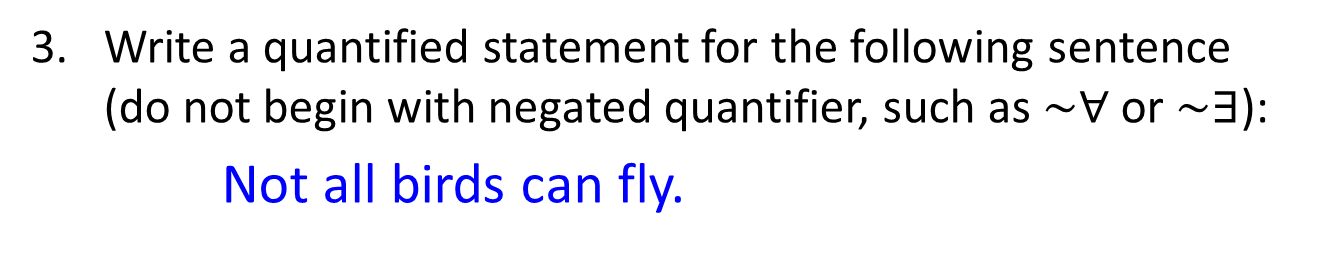 3. Write a quantified statement for the following sentence
(do not begin with negated quantifier, such as ~∀ or ~∃):
Not all birds can fly.